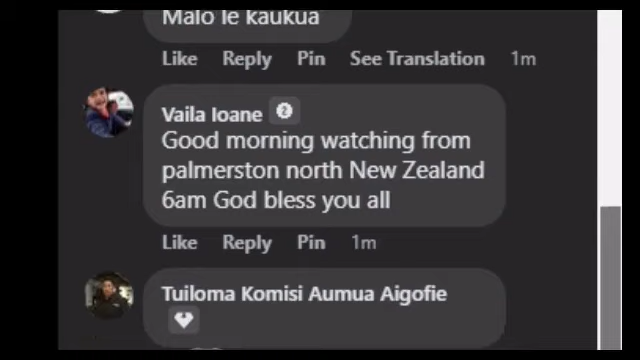 Malo le kaukua
Like Reply Pin See Translation 1m
Vaila Ioane
Good morning watching from
palmerston north New Zealand
6am God bless you all
Like Reply Pin 1m
Tuiloma Komisi Aumua Aigofie